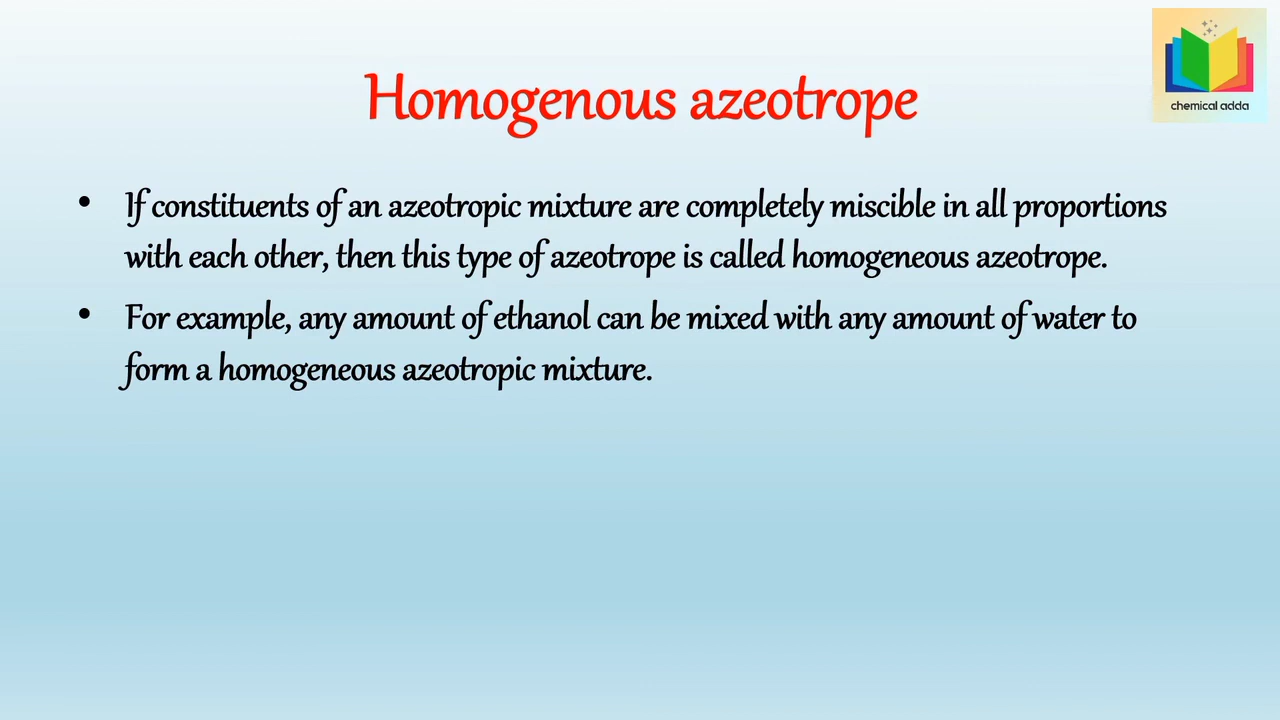 chemical adda
Homogenous azeotrope
• If constituents of an azeotropic mixture are completely miscible in all proportions
with each other, then this type of azeotrope is called homogeneous azeotrope.
• For example, any amount of ethanol can be mixed with any amount of water to
form a homogeneous azeotropic mixture.